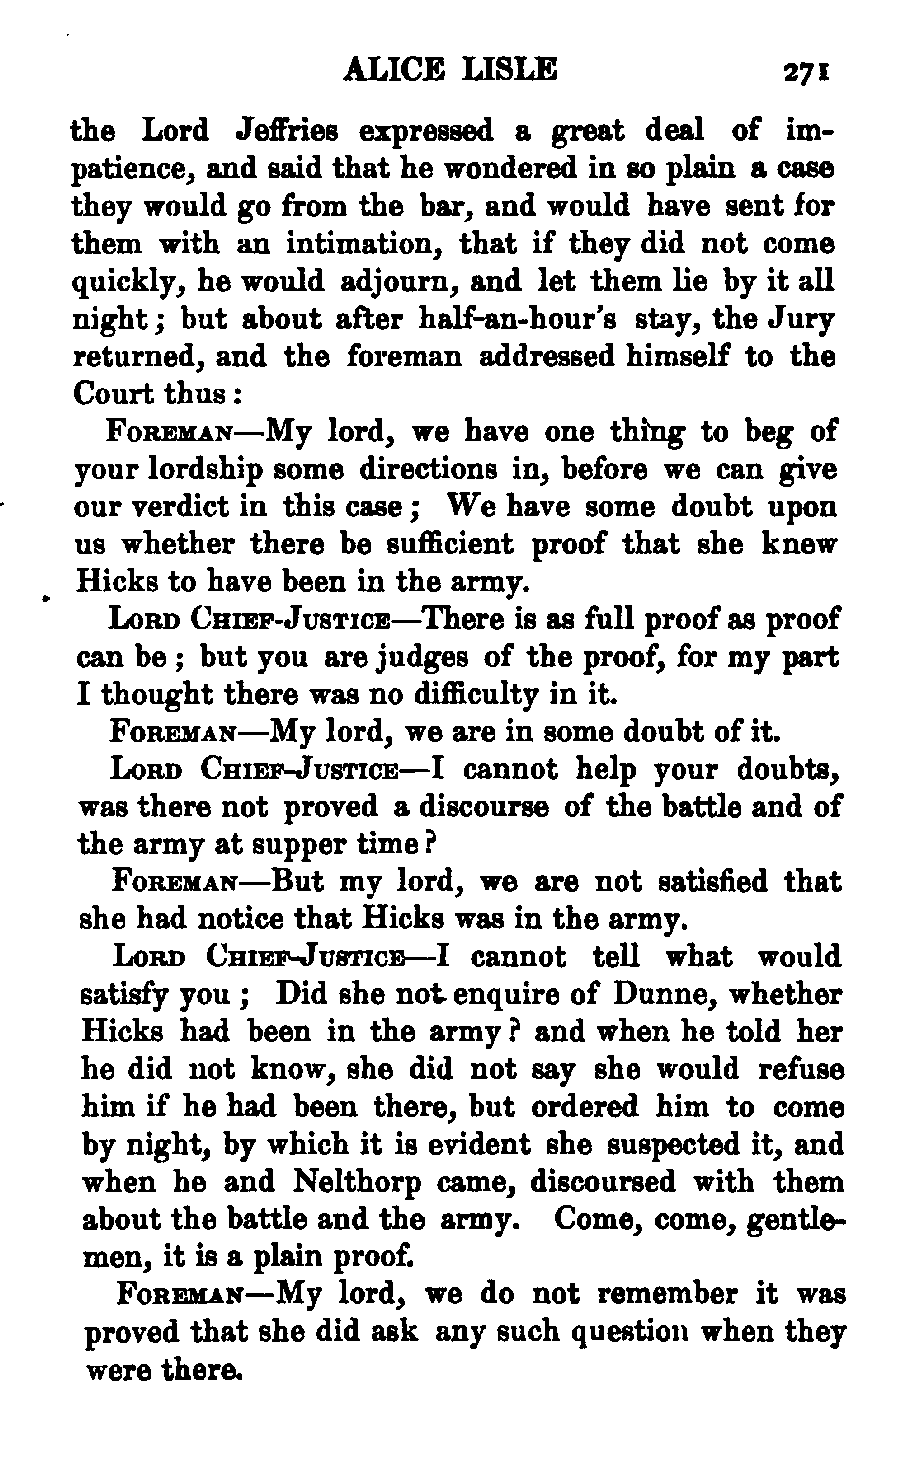 ALICE LISLE 271
the Lord Jeffries expressed a great deal of im-
patience, and said that he wondered in so plain a case
they would go from the bar, and would have sent for
them with an intimation, that if they did not come
quickly, he would adjourn, and let them lie by it all
night; but about after half-an-hour's stay, the Jury
returned, and the foreman addressed himself to the
Court thus:
FOREMAN—My lord, we have one thing to beg of
your lordship some directions in, before we can give
our verdict in this case; We have some doubt upon
us whether there be sufficient proof that she knew
Hicks to have been in the army.
LORD CHIEF-JUSTICE—There is as full proof as proof
can be; but you are judges of the proof, for my part
I thought there was no difficulty in it.
FOREMAN—My lord, we are in some doubt of it.
LORD CHIEF-JUSTICE—I cannot help your doubts,
was there not proved a discourse of the battle and of
the army at supper time?
FOREMAN—But my lord, we are not satisfied that
she had notice that Hicks was in the army.
LORD CHIEF-JUSTICE—I cannot tell what would
satisfy you; Did she not enquire of Dunne, whether
Hicks had been in the army? and when he told her
he did not know, she did not say she would refuse
him if he had been there, but ordered him to come
by night, by which it is evident she suspected it, and
when he and Nelthorp came, discoursed with them
about the battle and the army. Come, come, gentle-
men, it is a plain proof.
FOREMAN—My lord, we do not remember it was
proved that she did ask any such question when they
were there.